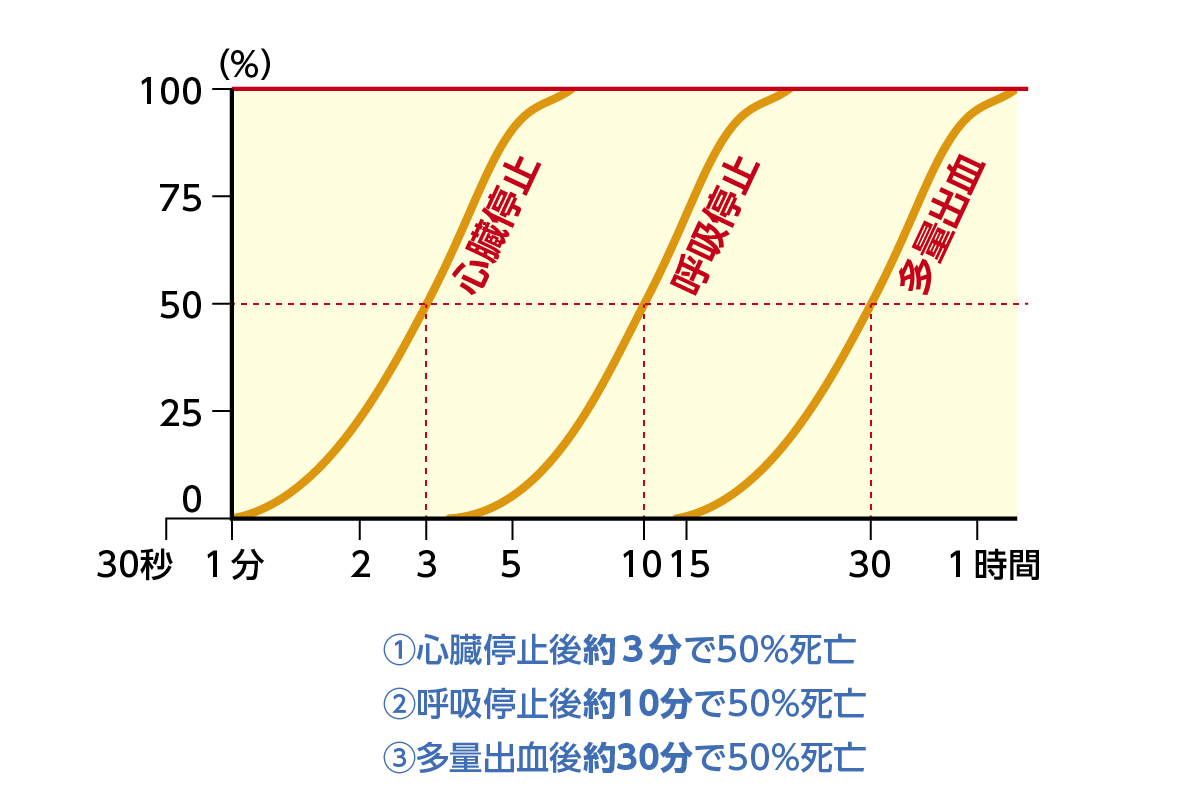 (%)
100
75
50
25
0
心臓停止
呼吸停止
多量出血
30秒 1分 2 3 5 10 15 30 1時間
①心臓停止後約3分で50%死亡
②呼吸停止後約10分で50%死亡
③多量出血後約30分で50%死亡